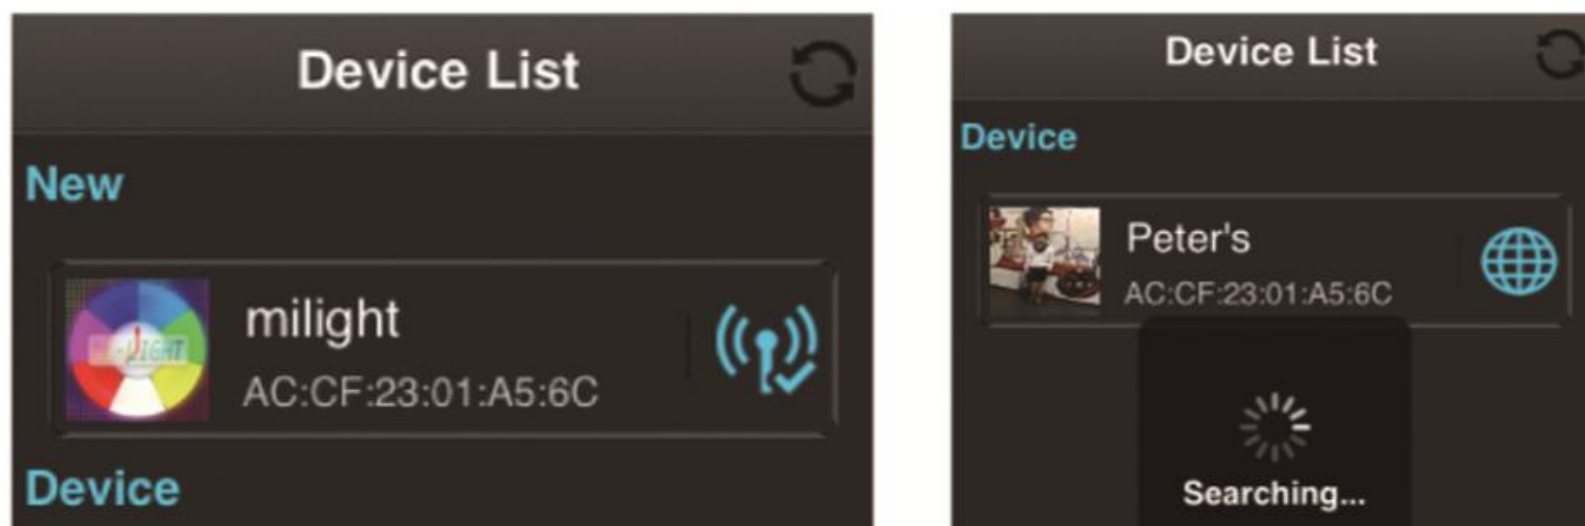 Device List
New
milight
AC:CF:23:01:A5:6C
Device
Device List
Device
Peter's
AC:CF:23:01:A5:6C
Searching...